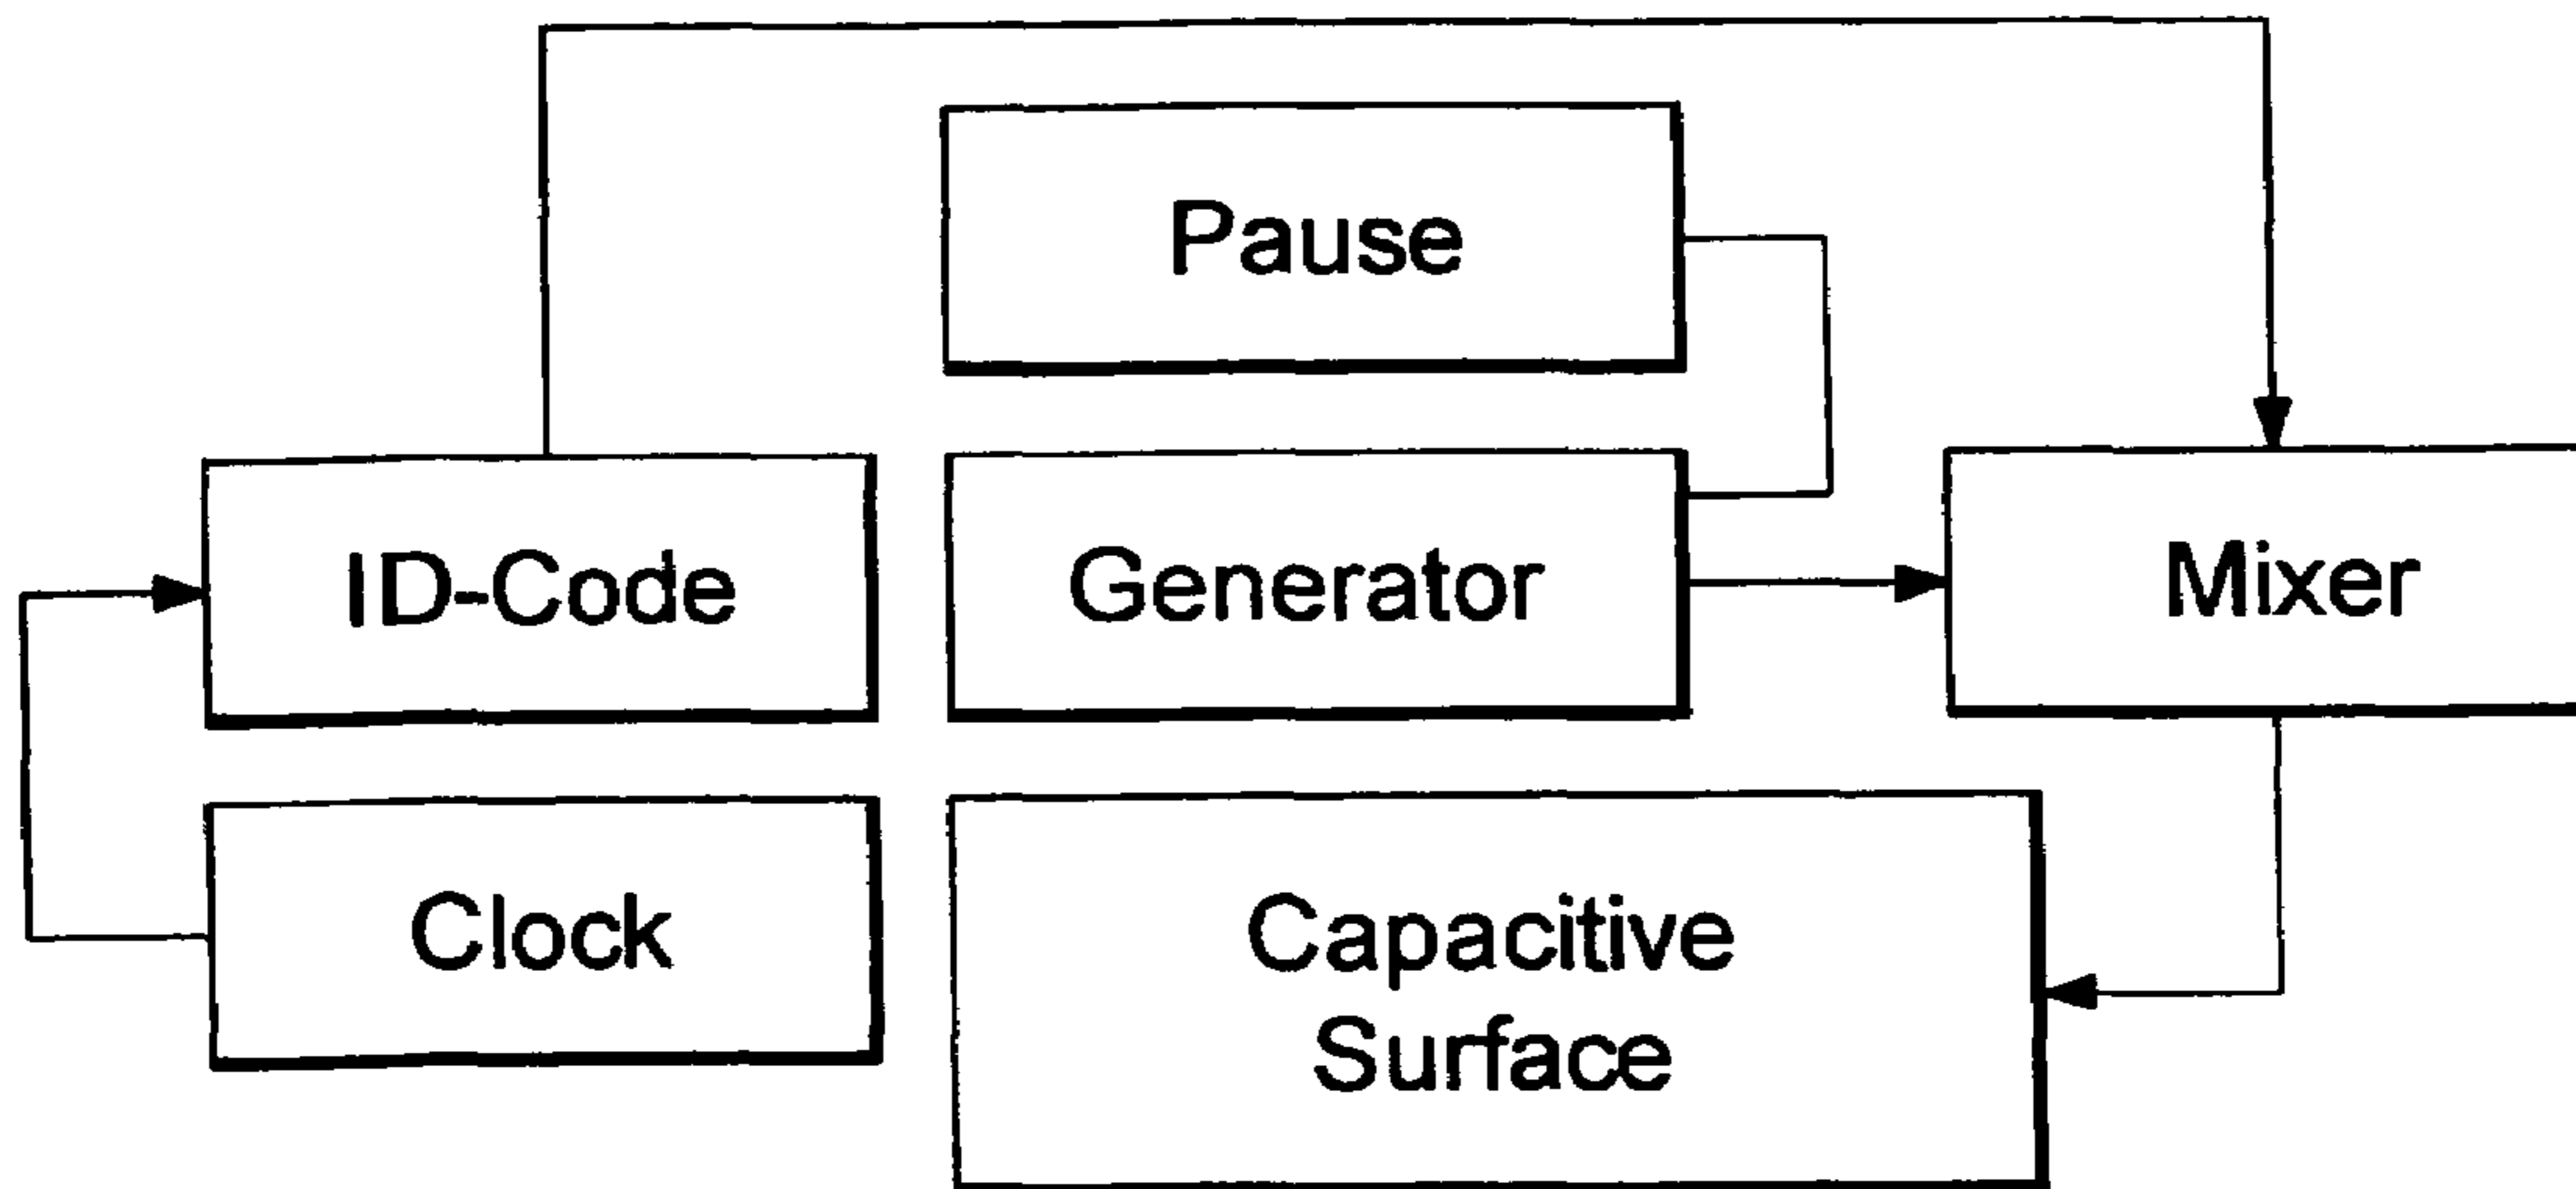 Pause
ID-Code
Generator
Mixer
Clock
Capacitive
Surface